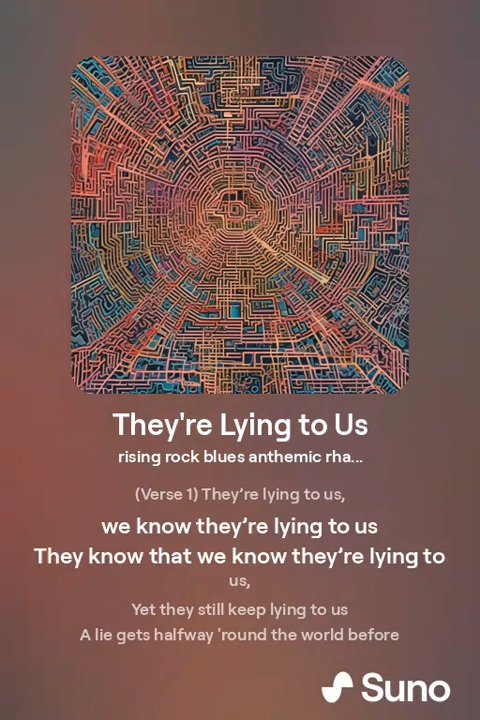 They're Lying to Us
rising rock blues anthemic rha...
(Verse 1) They’re lying to us,
we know they’re lying to us
They know that we know they’re lying to
us,
Yet they still keep lying to us
A lie gets halfway 'round the world before
Suno